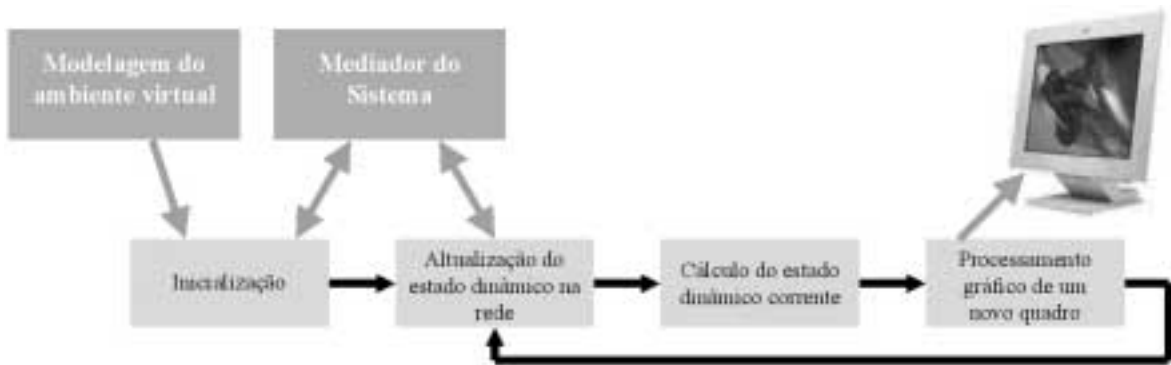 Modelagem do
ambiente virtual
Mediador do
Sistema
Inicialização
Altualização do
estado dinâmico na
rede
Cálculo do estado
dinâmico corrente
Processamento
gráfico de um
novo quadro